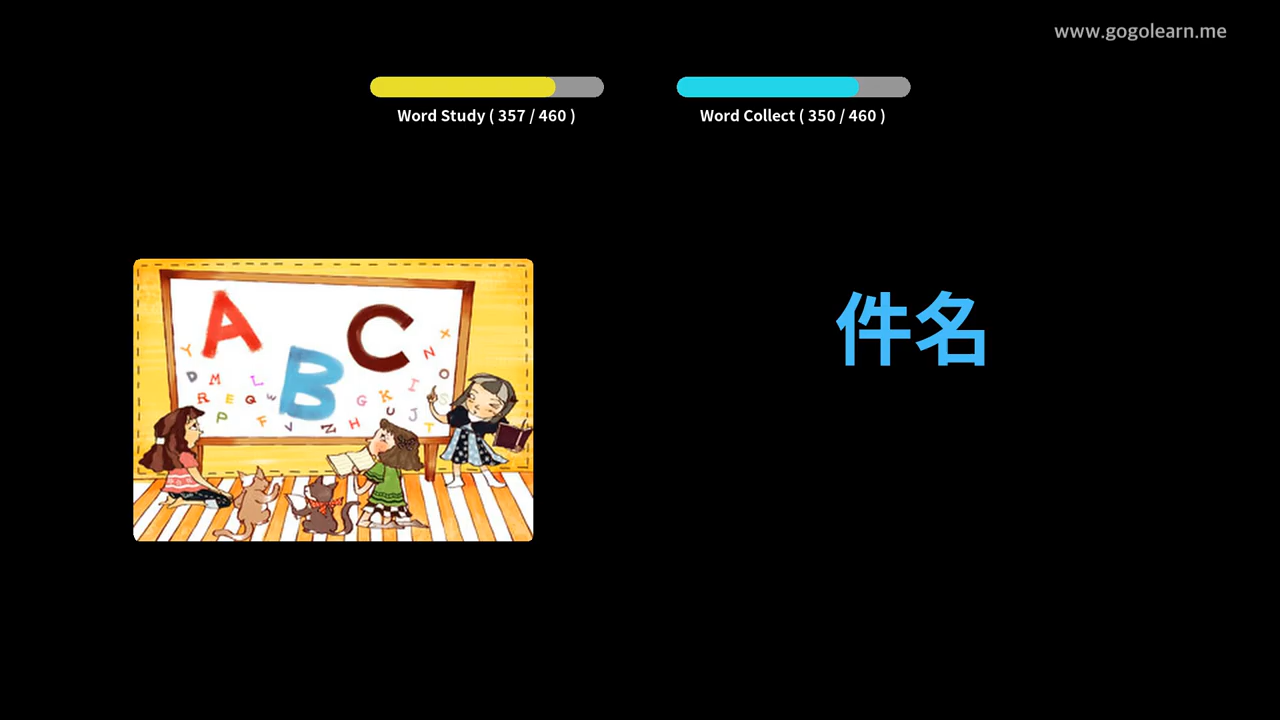 www.gogolearn.me
Word Study ( 357 / 460 )
Word Collect ( 350 / 460 )
件名
A
B
C
Y
X
N
D
M
L
O
R
E
Q
W
G
K
I
S
P
F
V
Z
H
U
J
T